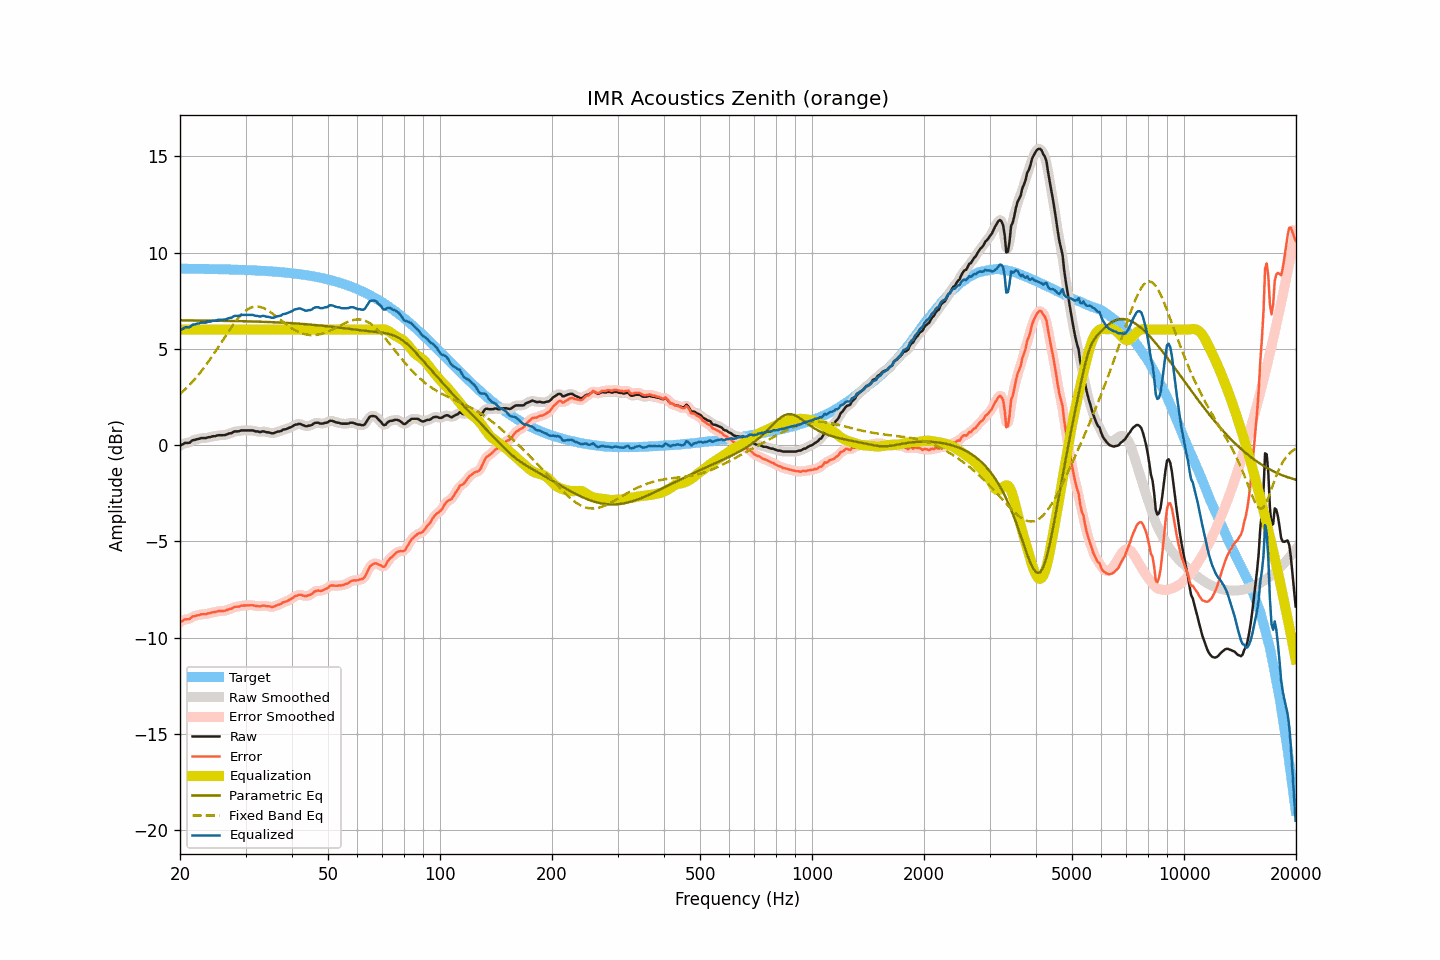 IMR Acoustics Zenith (orange)
15
10
5
0
−5
−10
−15
−20
Amplitude (dBr)
Target
Raw Smoothed
Error Smoothed
Raw
Error
Equalization
Parametric Eq
Fixed Band Eq
Equalized
20 50 100 200 500 1000 2000 5000 10000 20000
Frequency (Hz)